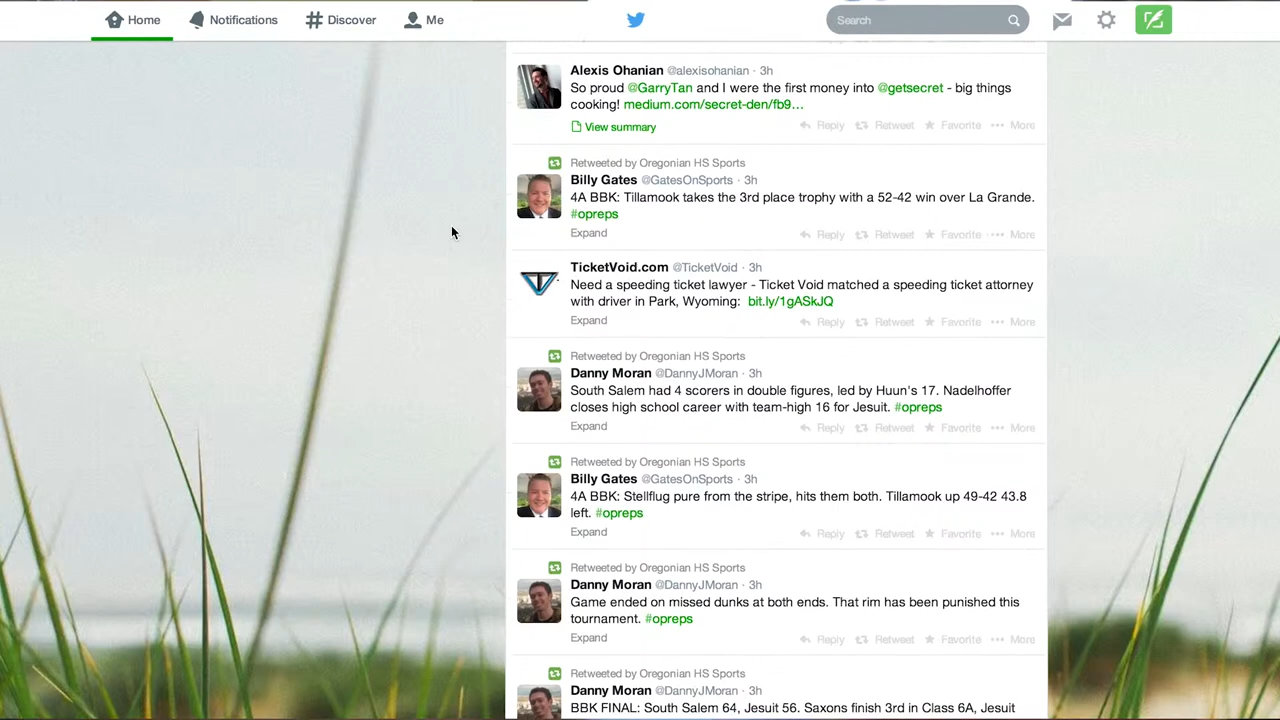 Home Notifications Discover Me Search
Alexis Ohanian @alexisohanian · 3h
So proud @GarryTan and I were the first money into @getsecret - big things
cooking! medium.com/secret-den/fb9…
View summary Reply Retweet Favorite More
Retweeted by Oregonian HS Sports
Billy Gates @GatesOnSports · 3h
4A BBK: Tillamook takes the 3rd place trophy with a 52-42 win over La Grande.
#opreps
Expand Reply Retweet Favorite More
TicketVoid.com @TicketVoid · 3h
Need a speeding ticket lawyer - Ticket Void matched a speeding ticket attorney
with driver in Park, Wyoming: bit.ly/1gASkJQ
Expand Reply Retweet Favorite More
Retweeted by Oregonian HS Sports
Danny Moran @DannyJMoran · 3h
South Salem had 4 scorers in double figures, led by Huun's 17. Nadelhoffer
closes high school career with team-high 16 for Jesuit. #opreps
Expand Reply Retweet Favorite More
Retweeted by Oregonian HS Sports
Billy Gates @GatesOnSports · 3h
4A BBK: Stellflug pure from the stripe, hits them both. Tillamook up 49-42 43.8
left. #opreps
Expand Reply Retweet Favorite More
Retweeted by Oregonian HS Sports
Danny Moran @DannyJMoran · 3h
Game ended on missed dunks at both ends. That rim has been punished this
tournament. #opreps
Expand Reply Retweet Favorite More
Retweeted by Oregonian HS Sports
Danny Moran @DannyJMoran · 3h
BBK FINAL: South Salem 64, Jesuit 56. Saxons finish 3rd in Class 6A, Jesuit